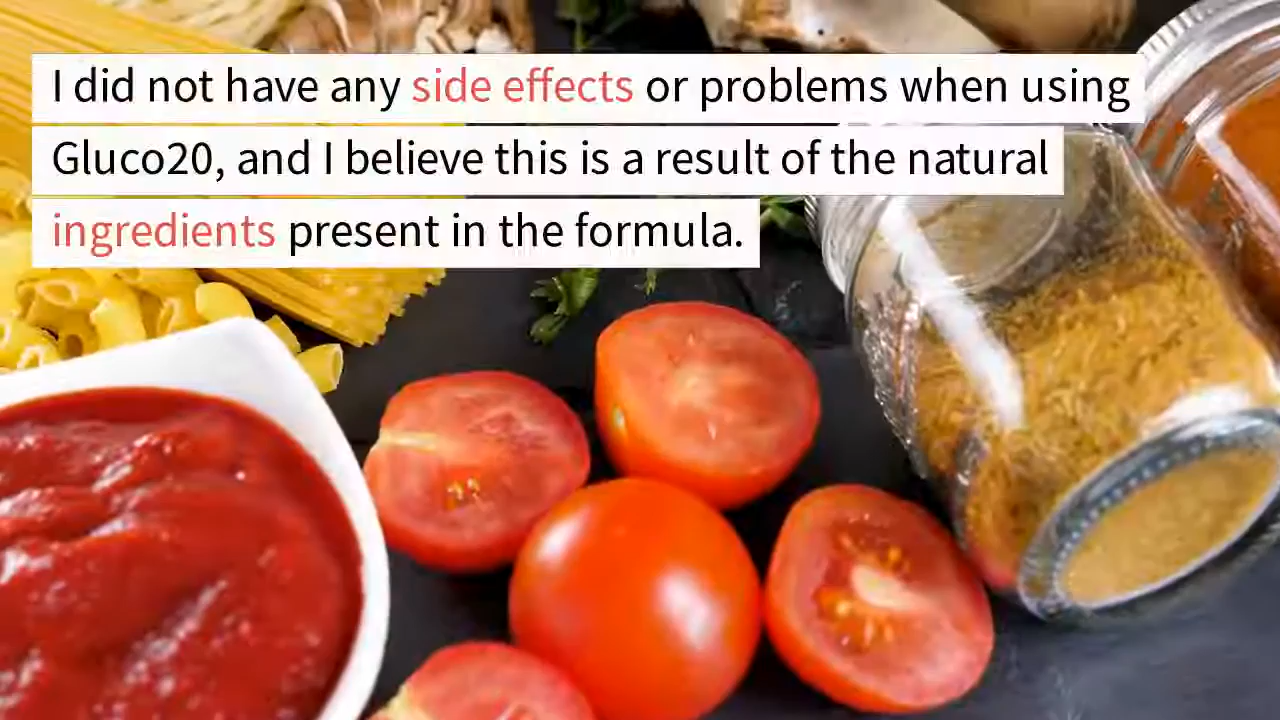 I did not have any side effects or problems when using
Gluco20, and I believe this is a result of the natural
ingredients present in the formula.